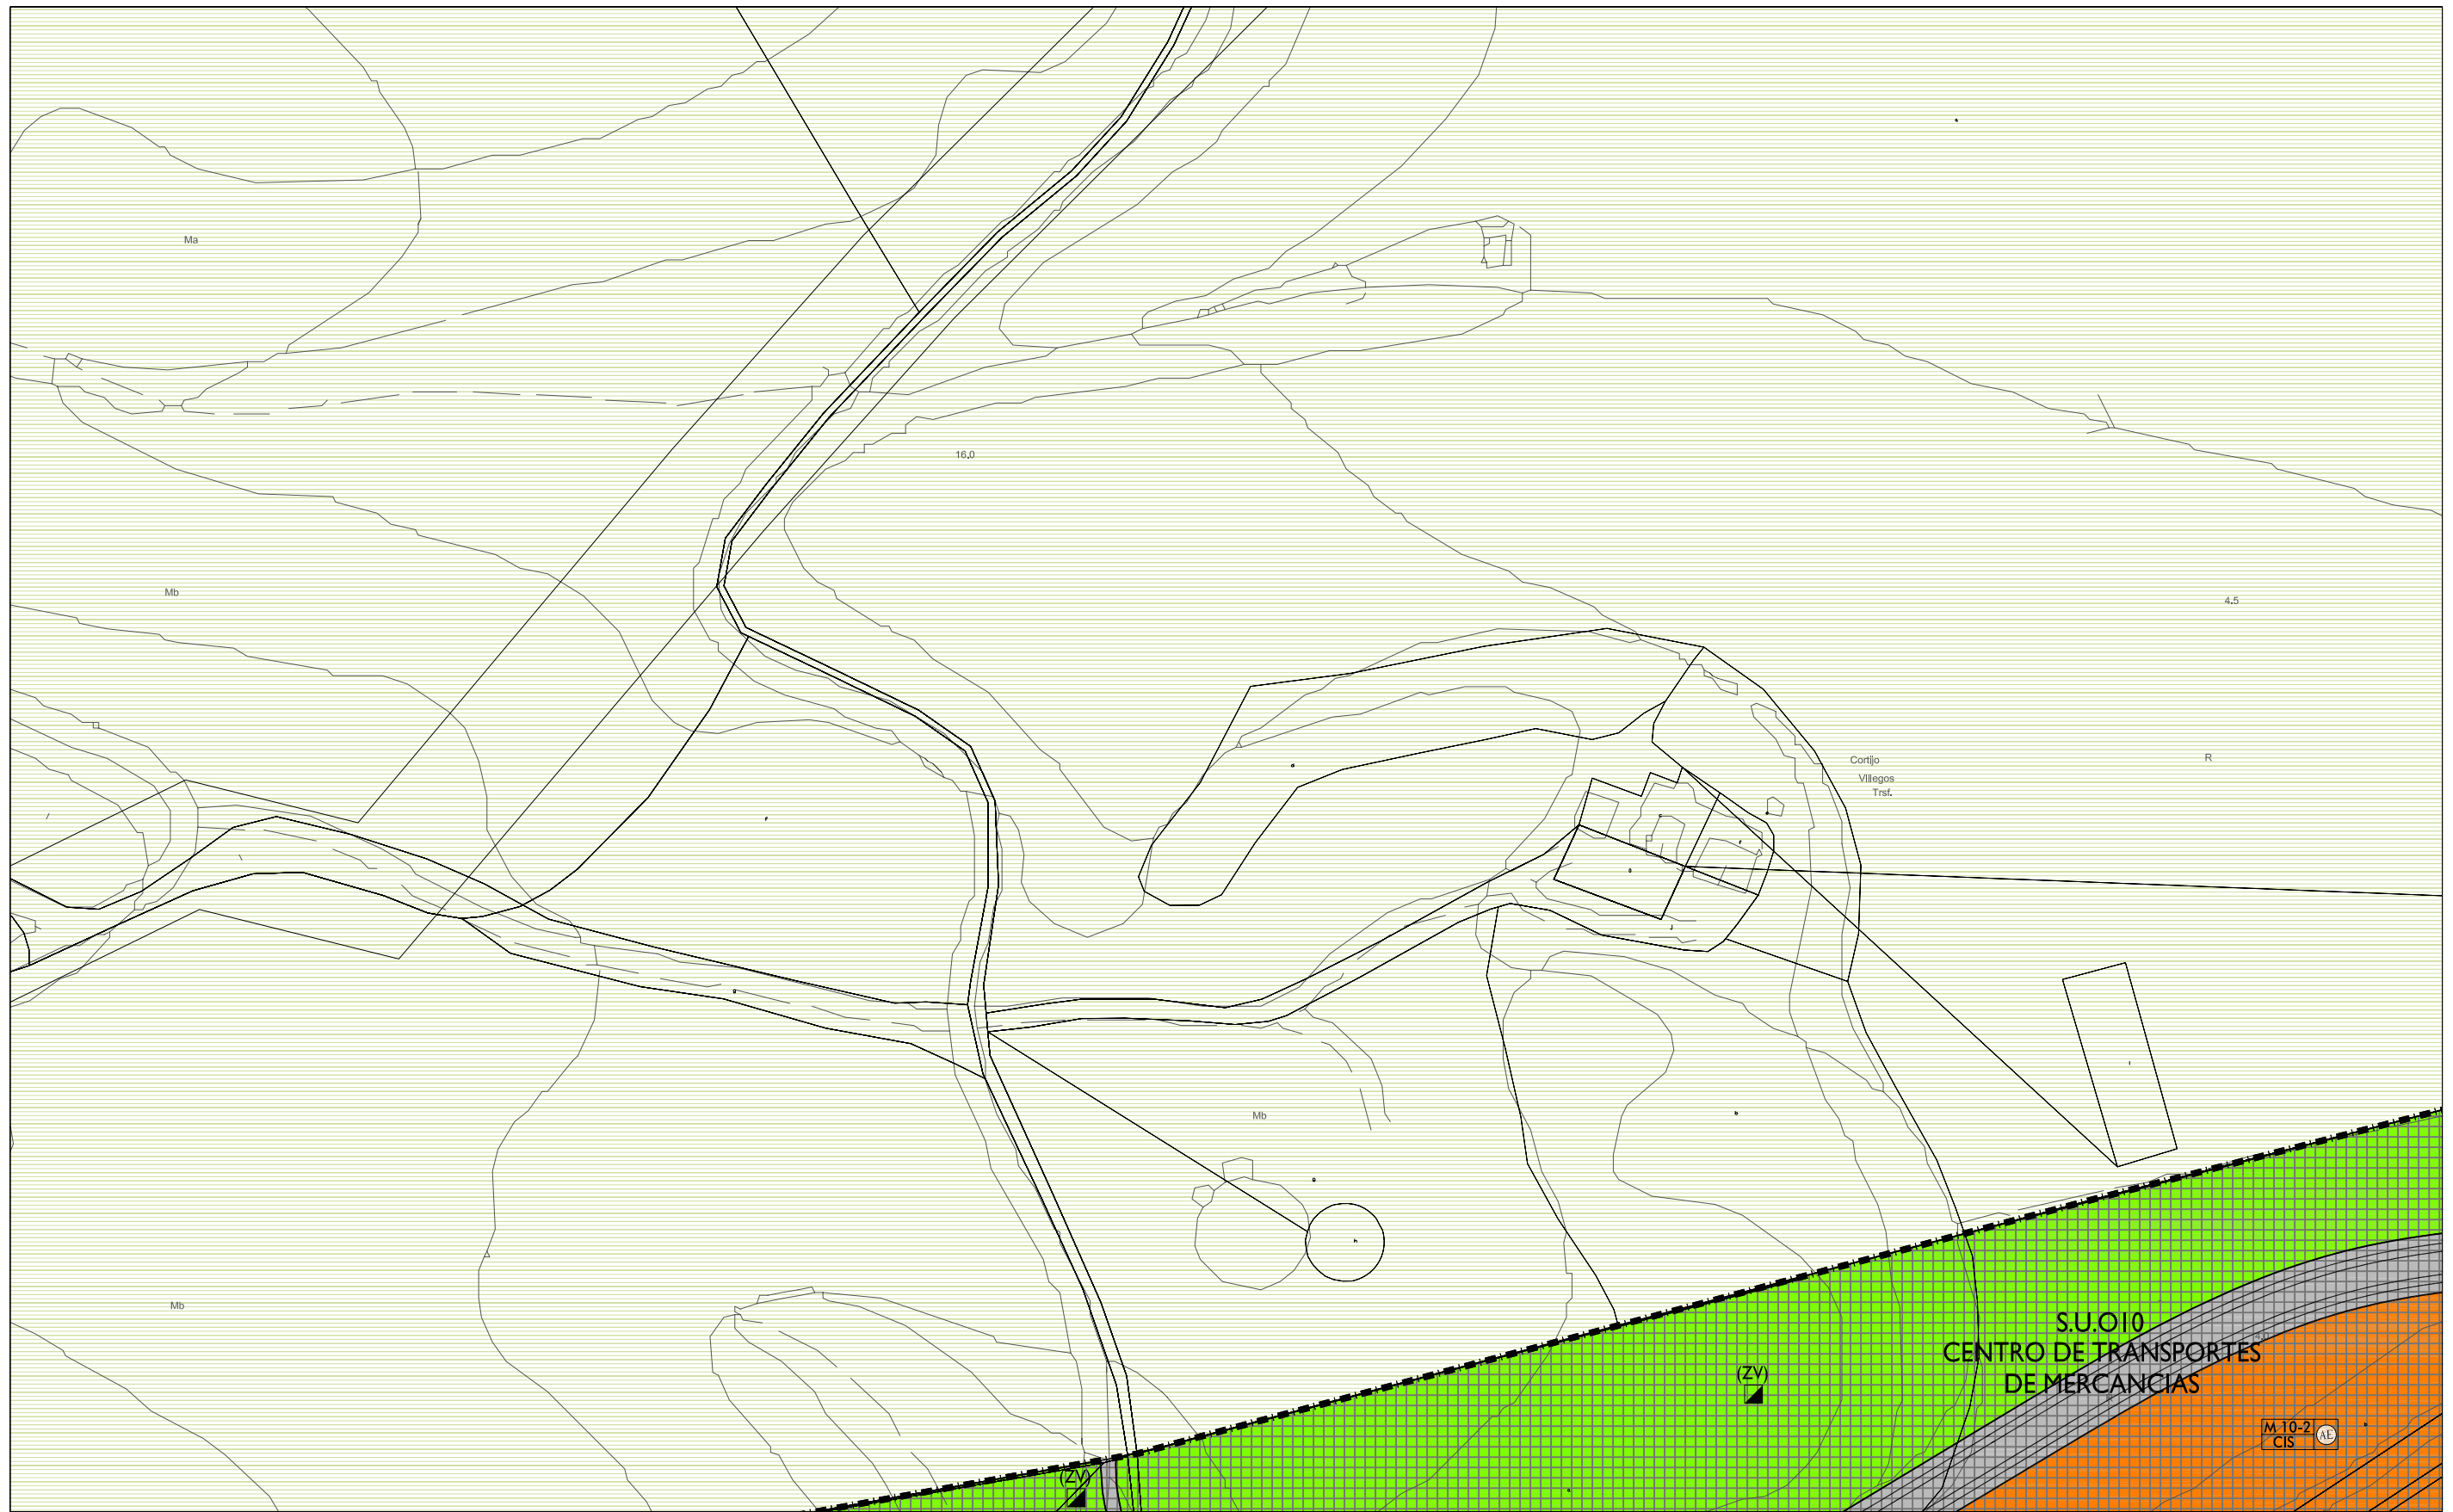 Ma
16,0
Mb
4.5
R
Cortijo
VIllegos
Trsf.
Mb
Mb
S.U.O10
CENTRO DE TRANSPORTES
DE MERCANCIAS
(ZV)
M 10-2
CIS
AE
(ZV)